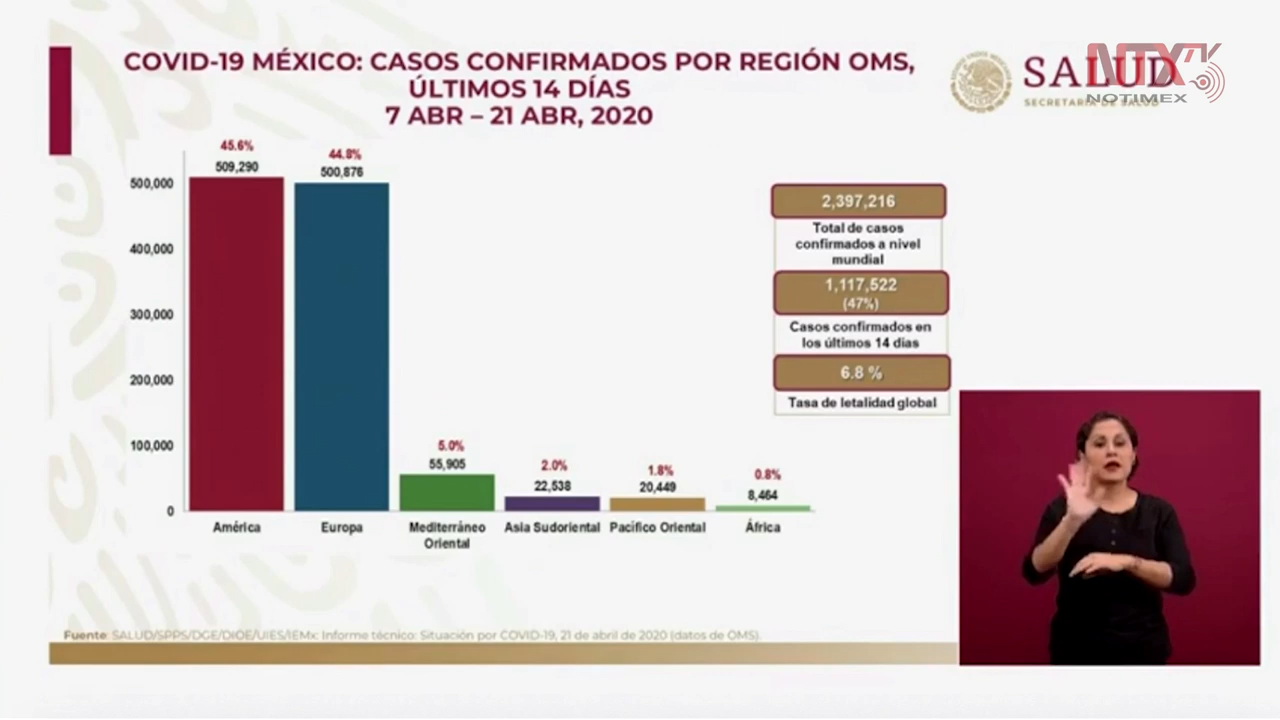 COVID-19 MÉXICO: CASOS CONFIRMADOS POR REGIÓN OMS,
ÚLTIMOS 14 DÍAS
7 ABR – 21 ABR, 2020
SALUD
SECRETARÍA DE SALUD
NTX
NOTIMEX
45.6%
509,290
44.8%
500,876
500,000
400,000
300,000
200,000
100,000
0
5.0%
55,905
2.0%
22,538
1.8%
20,449
0.8%
8,464
América
Europa
Mediterráneo
Oriental
Asia Sudoriental
Pacífico Oriental
África
2,397,216
Total de casos
confirmados a nivel
mundial
1,117,522
(47%)
Casos confirmados en
los últimos 14 dias
6.8 %
Tasa de letalidad global
Fuente: SALUD/SPPS/DGE/DIOE/UIES/IEMx: Informe técnico: Situación por COVID-19, 21 de abril de 2020 (datos de OMS).